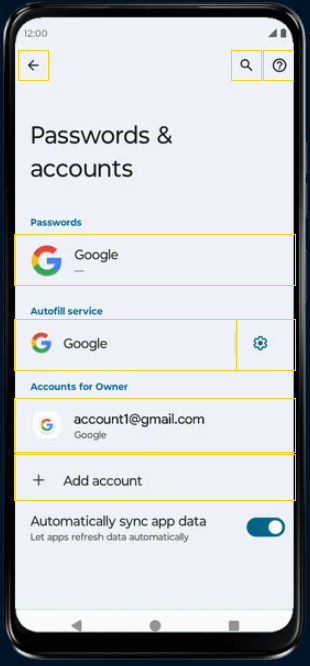 12:00
Passwords &
accounts
Passwords
Google
—
Autofill service
Google
Accounts for Owner
account1@gmail.com
Google
Add account
Automatically sync app data
Let apps refresh data automatically